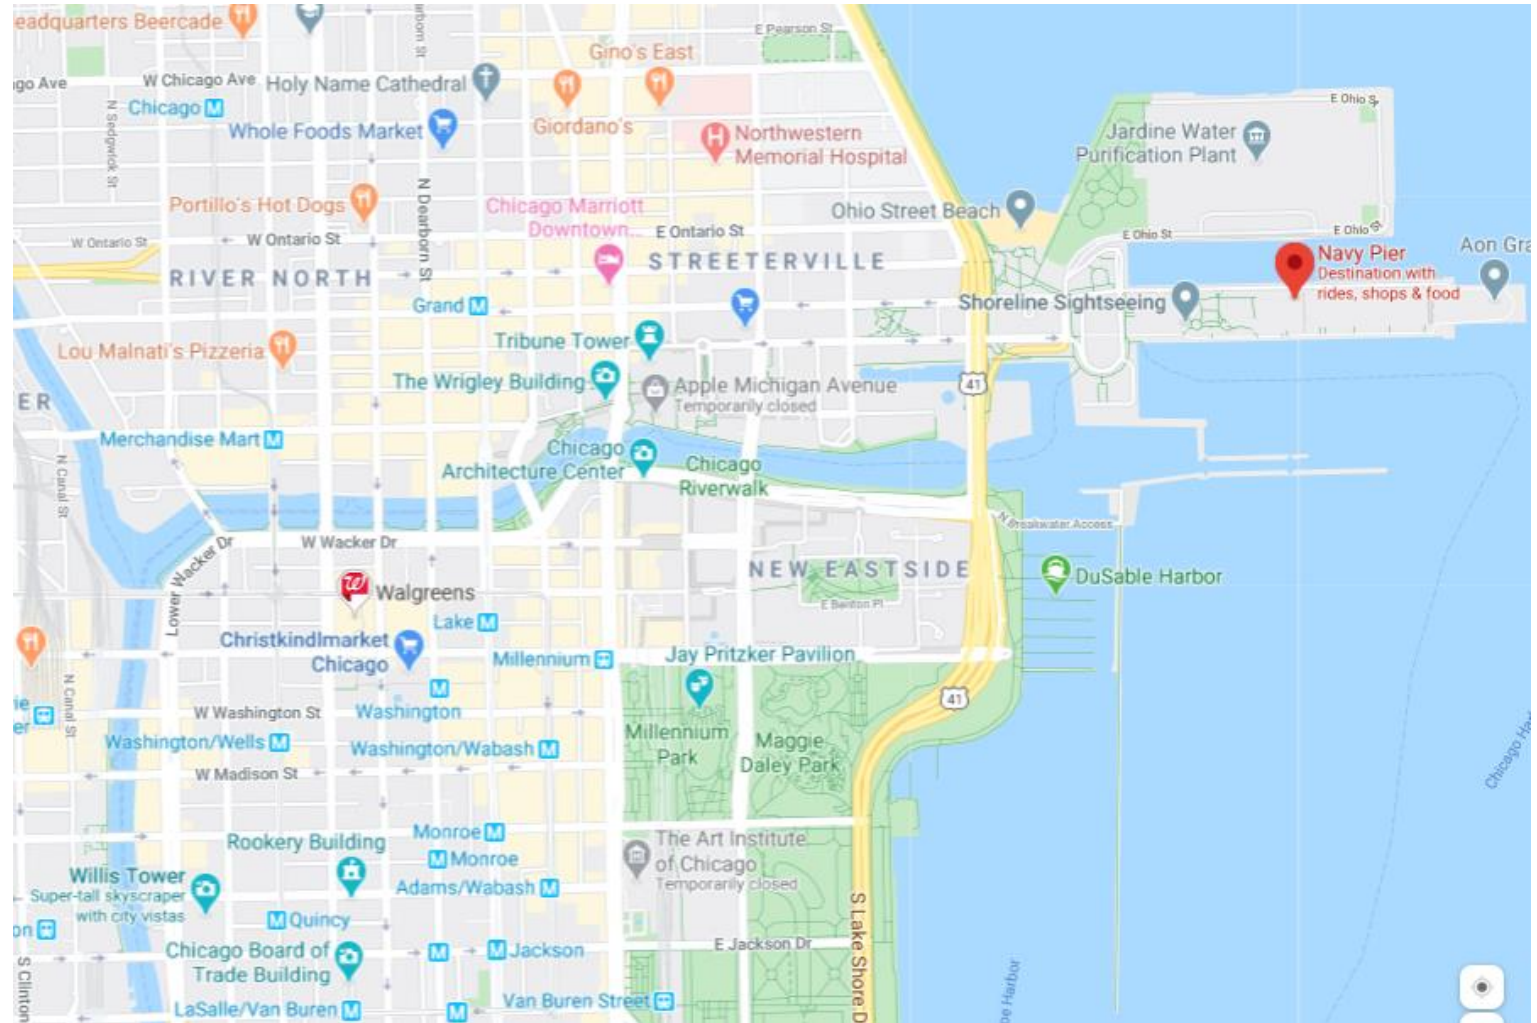 eadquarters Beercade
E Pearson St
Gino's East
go Ave
W Chicago Ave
Holy Name Cathedral
Chicago M
N Sedgwick St
Whole Foods Market
Giordano's
Northwestern
Memorial Hospital
H
E Ohio S
Jardine Water
Purification Plant
Portillo's Hot Dogs
N Dearborn St
Chicago Marriott
Downtown...
Ohio Street Beach
W Ontario St
W Ontario St
E Ontario St
E Ohio St
E Ohio St
RIVER NORTH
STREETERVILLE
Navy Pier
Destination with
rides, shops & food
Aon Gra
Grand M
Shoreline Sightseeing
Lou Malnati's Pizzeria
Tribune Tower
The Wrigley Building
Apple Michigan Avenue
Temporarily closed
41
ER
Merchandise Mart M
Chicago
Architecture Center
Chicago
Riverwalk
N Canal St
N Breakwater Access
W Wacker Dr
Lower Wacker Dr
NEW EASTSIDE
DuSable Harbor
Walgreens
E Benton Pl
Lake M
Christkindlmarket
Chicago
Millennium
Jay Pritzker Pavilion
N Canal St
M
Washington
41
W Washington St
Washington/Wells M
Washington/Wabash M
Millennium
Park
Maggie
Daley Park
W Madison St
Chicago Ha
Rookery Building
Monroe M
M Monroe
The Art Institute
of Chicago
Temporarily closed
Willis Tower
Super-tall skyscraper
with city vistas
Adams/Wabash M
M Quincy
on
Chicago Board of
Trade Building
M
M Jackson
E Jackson Dr
S Lake Shore D
S Clinton
LaSalle/Van Buren M
M
Van Buren Street
Harbor